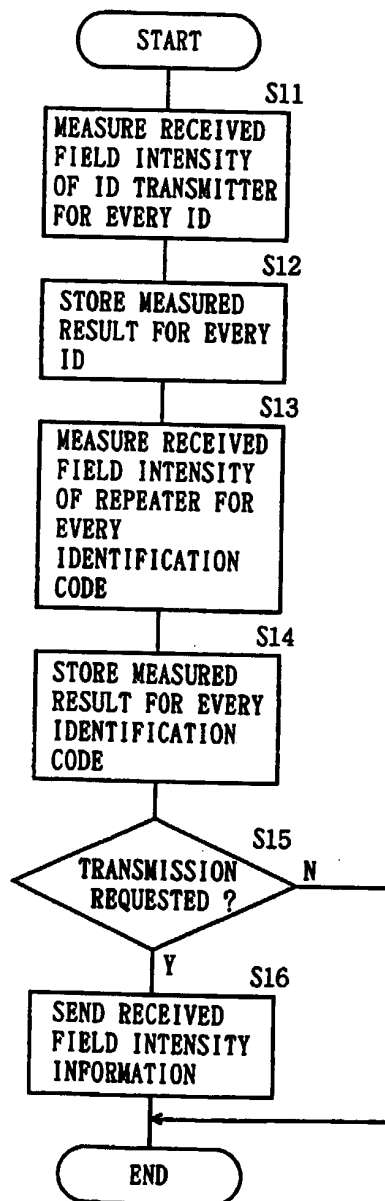 START
S11
MEASURE RECEIVED
FIELD INTENSITY
OF ID TRANSMITTER
FOR EVERY ID
S12
STORE MEASURED
RESULT FOR EVERY
ID
S13
MEASURE RECEIVED
FIELD INTENSITY
OF REPEATER FOR
EVERY
IDENTIFICATION
CODE
S14
STORE MEASURED
RESULT FOR EVERY
IDENTIFICATION
CODE
S15
TRANSMISSION
REQUESTED ?
N
Y
S16
SEND RECEIVED
FIELD INTENSITY
INFORMATION
END